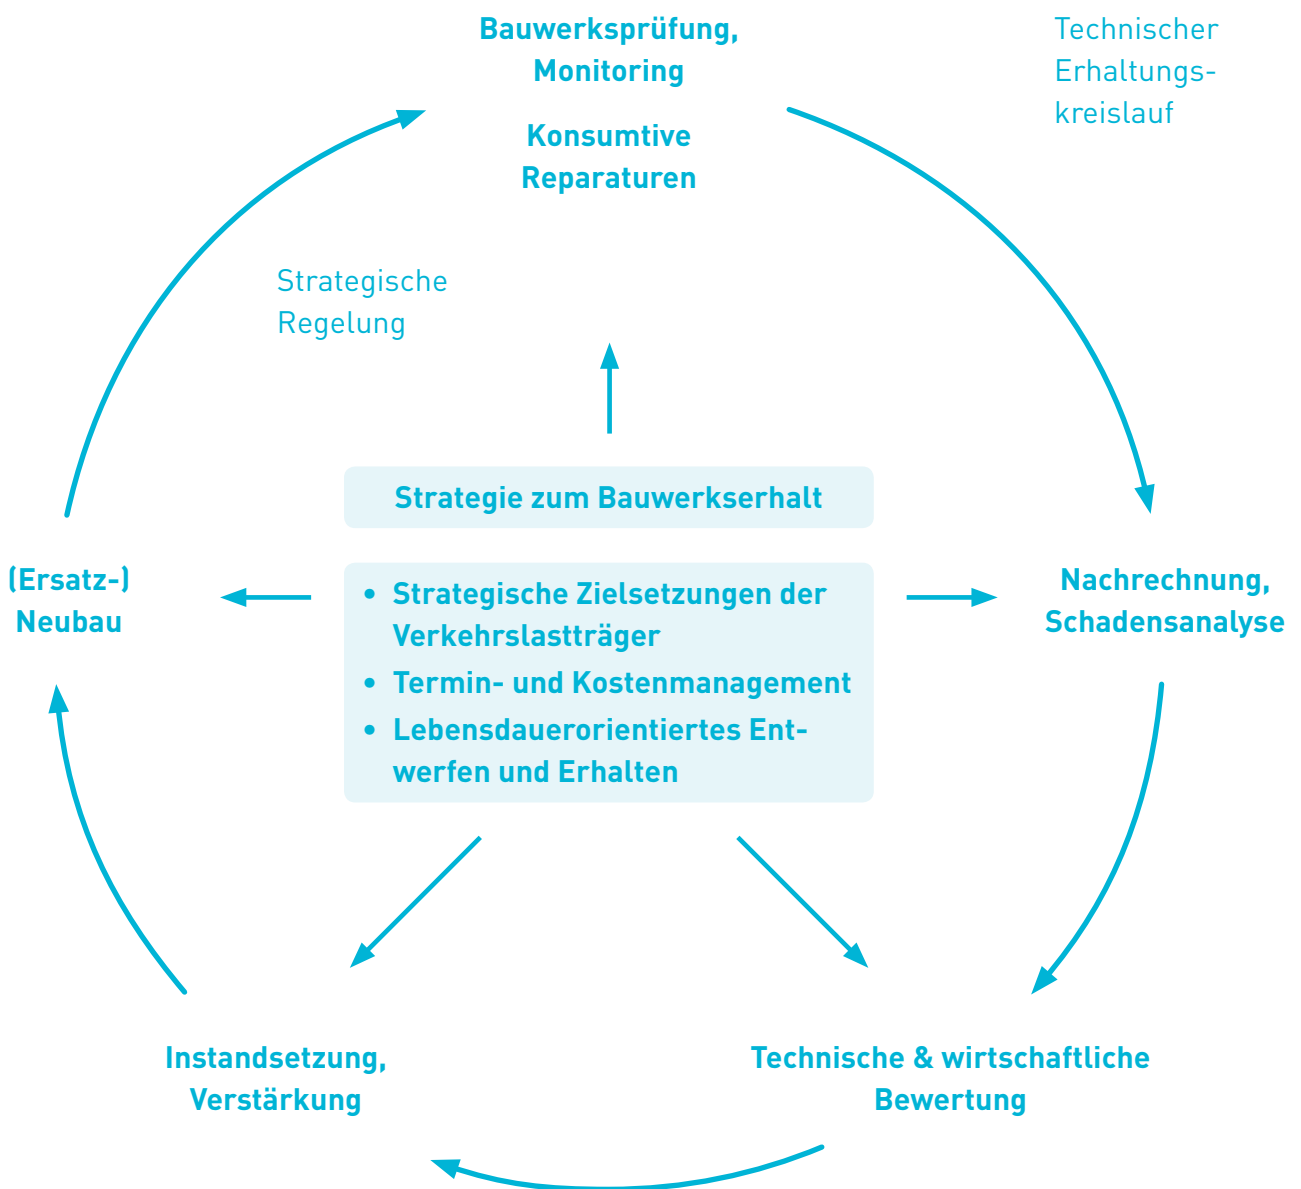 Bauwerksprüfung,
Monitoring
Konsumtive
Reparaturen
Technischer
Erhaltungs-
kreislauf
Strategische
Regelung
Strategie zum Bauwerkserhalt
(Ersatz-)
Neubau
• Strategische Zielsetzungen der
Verkehrslastträger
• Termin- und Kostenmanagement
• Lebensdauerorientiertes Ent-
werfen und Erhalten
Nachrechnung,
Schadensanalyse
Instandsetzung,
Verstärkung
Technische & wirtschaftliche
Bewertung